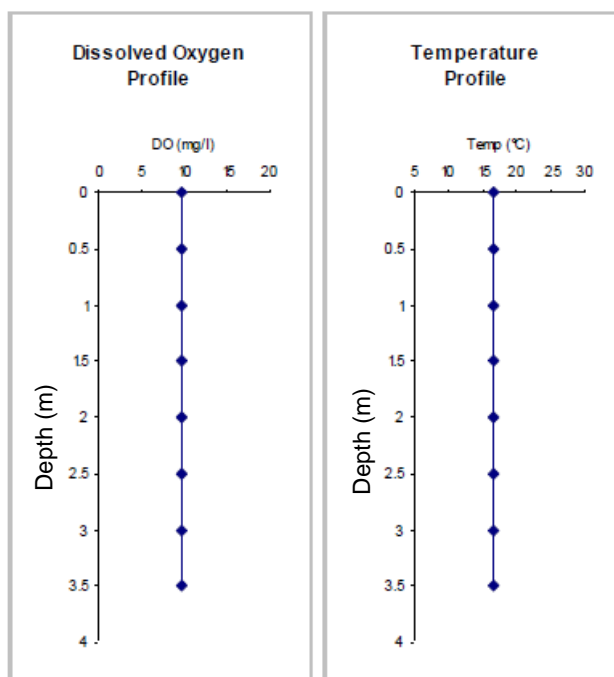 Dissolved Oxygen
Profile
DO (mg/l)
0 5 10 15 20
0
0.5
1
1.5
2
2.5
3
3.5
4
Depth (m)
Temperature
Profile
Temp (°C)
5 10 15 20 25 30
0
0.5
1
1.5
2
2.5
3
3.5
4
Depth (m)